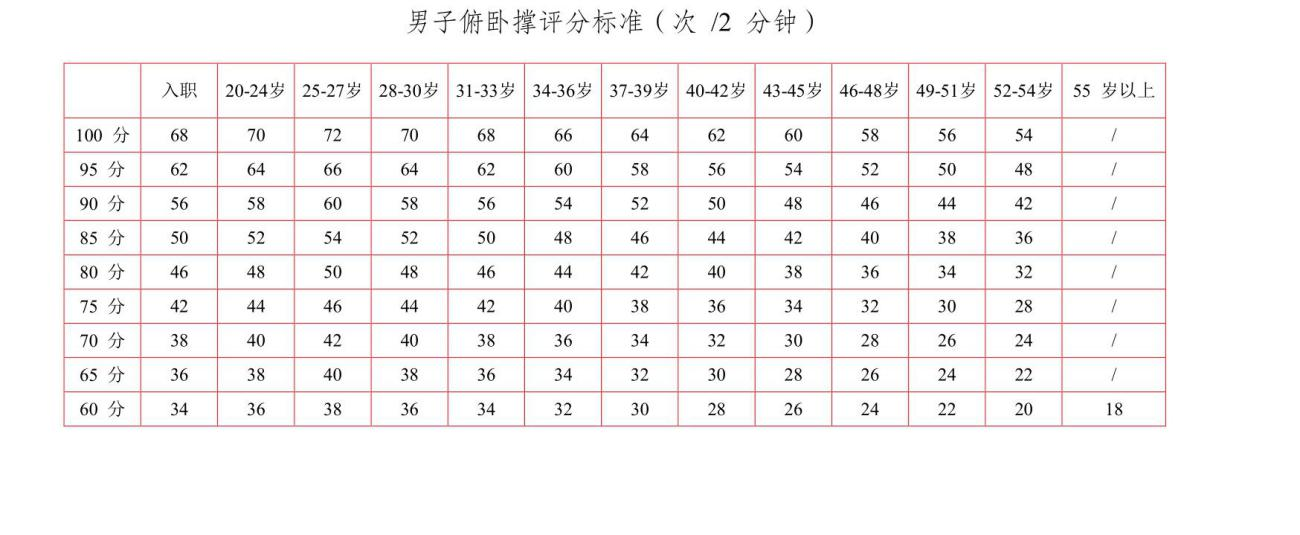 男子俯卧撑评分标准（次 /2 分钟）
入职 20-24岁 25-27岁 28-30岁 31-33岁 34-36岁 37-39岁 40-42岁 43-45岁 46-48岁 49-51岁 52-54岁 55 岁以上
100 分 68 70 72 70 68 66 64 62 60 58 56 54 /
95 分 62 64 66 64 62 60 58 56 54 52 50 48 /
90 分 56 58 60 58 56 54 52 50 48 46 44 42 /
85 分 50 52 54 52 50 48 46 44 42 40 38 36 /
80 分 46 48 50 48 46 44 42 40 38 36 34 32 /
75 分 42 44 46 44 42 40 38 36 34 32 30 28 /
70 分 38 40 42 40 38 36 34 32 30 28 26 24 /
65 分 36 38 40 38 36 34 32 30 28 26 24 22 /
60 分 34 36 38 36 34 32 30 28 26 24 22 20 18